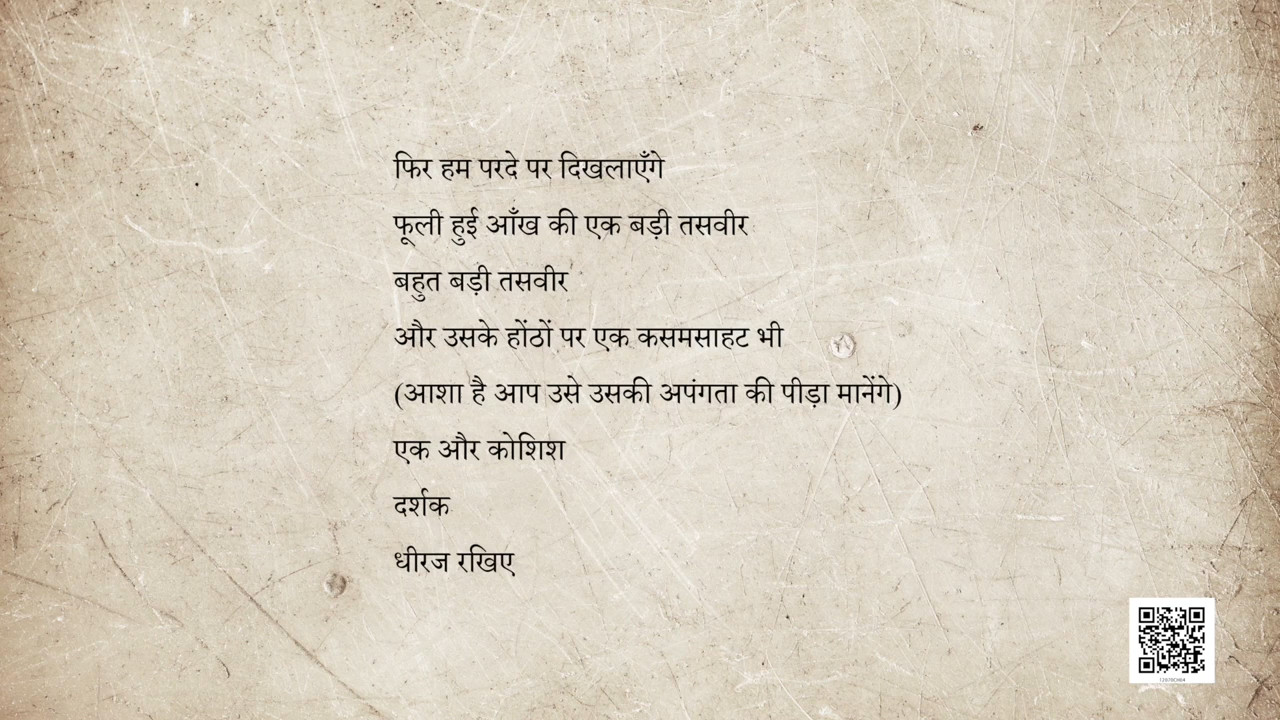 फिर हम परदे पर दिखलाएँगे
फूली हुई आँख की एक बड़ी तसवीर
बहुत बड़ी तसवीर
और उसके होंठों पर एक कसमसाहट भी
(आशा है आप उसे उसकी अपंगता की पीड़ा मानेंगे)
एक और कोशिश
दर्शक
धीरज रखिए